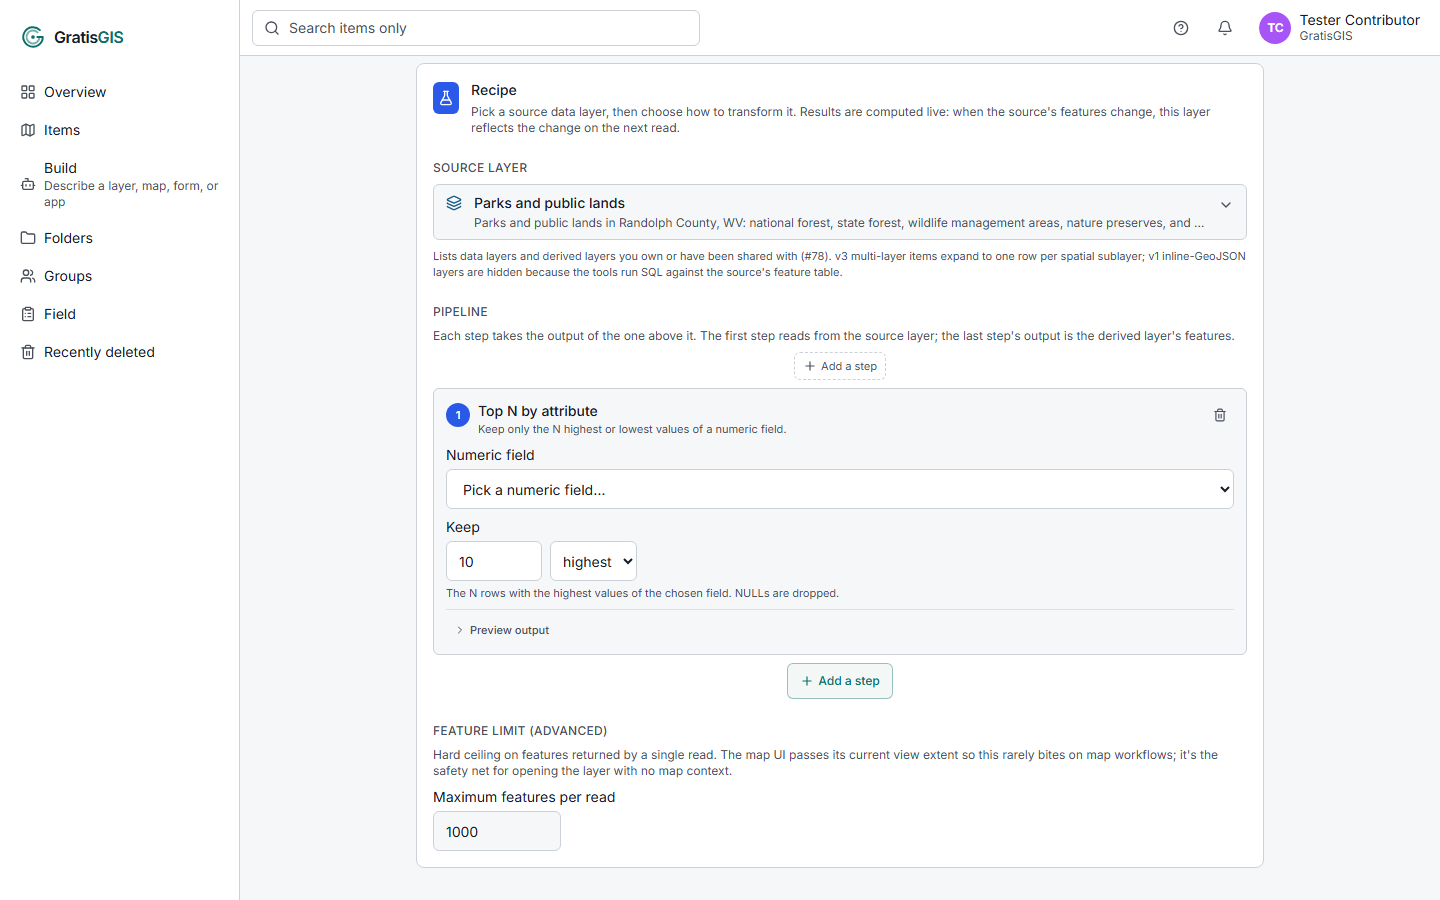 GratisGIS
Search items only
TC
Tester Contributor
GratisGIS
Overview
Items
Build
Describe a layer, map, form, or
app
Folders
Groups
Field
Recently deleted
Recipe
Pick a source data layer, then choose how to transform it. Results are computed live: when the source's features change, this layer
reflects the change on the next read.
SOURCE LAYER
Parks and public lands
Parks and public lands in Randolph County, WV: national forest, state forest, wildlife management areas, nature preserves, and ...
Lists data layers and derived layers you own or have been shared with (#78). v3 multi-layer items expand to one row per spatial sublayer; v1 inline-GeoJSON
layers are hidden because the tools run SQL against the source's feature table.
PIPELINE
Each step takes the output of the one above it. The first step reads from the source layer; the last step's output is the derived layer's features.
Add a step
1
Top N by attribute
Keep only the N highest or lowest values of a numeric field.
Numeric field
Pick a numeric field...
Keep
10
highest
The N rows with the highest values of the chosen field. NULLs are dropped.
Preview output
Add a step
FEATURE LIMIT (ADVANCED)
Hard ceiling on features returned by a single read. The map UI passes its current view extent so this rarely bites on map workflows; it's the
safety net for opening the layer with no map context.
Maximum features per read
1000